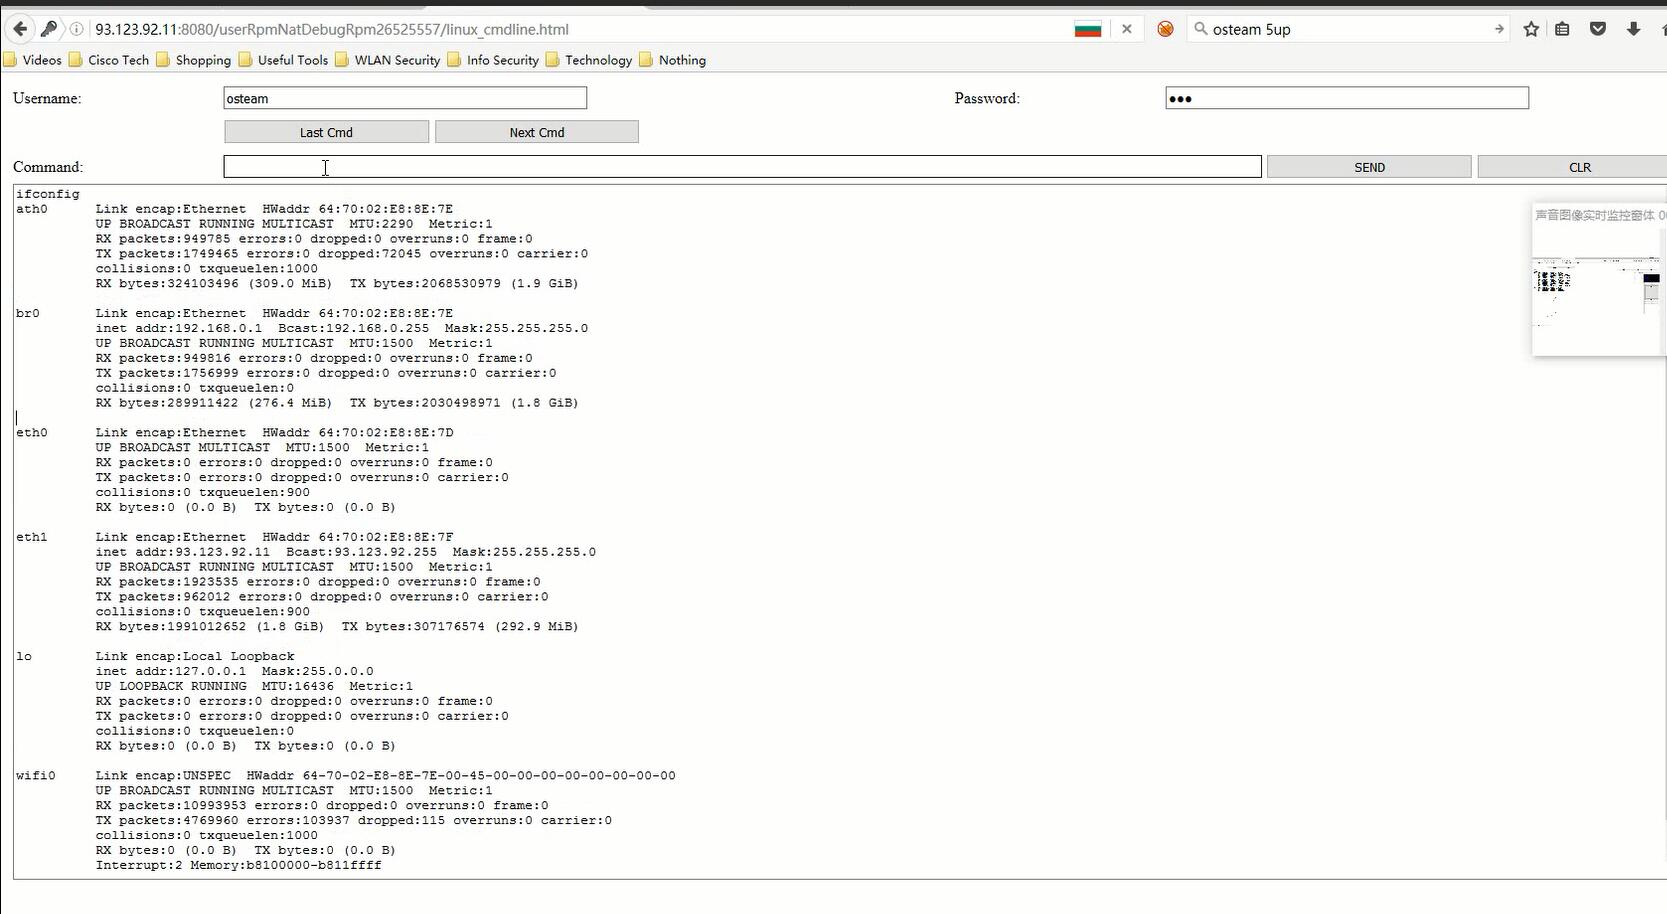 93.123.92.11:8080/userRpmNatDebugRpm26525557/linux_cmdline.html
osteam 5up
Videos Cisco Tech Shopping Useful Tools WLAN Security Info Security Technology Nothing
Username: osteam Password: ●●●
Last Cmd Next Cmd
Command: SEND CLR
ifconfig
ath0 Link encap:Ethernet HWaddr 64:70:02:E8:8E:7E
UP BROADCAST RUNNING MULTICAST MTU:2290 Metric:1
RX packets:949785 errors:0 dropped:0 overruns:0 frame:0
TX packets:1749465 errors:0 dropped:72045 overruns:0 carrier:0
collisions:0 txqueuelen:1000
RX bytes:324103496 (309.0 MiB) TX bytes:2068530979 (1.9 GiB)
br0 Link encap:Ethernet HWaddr 64:70:02:E8:8E:7E
inet addr:192.168.0.1 Bcast:192.168.0.255 Mask:255.255.255.0
UP BROADCAST RUNNING MULTICAST MTU:1500 Metric:1
RX packets:949816 errors:0 dropped:0 overruns:0 frame:0
TX packets:1756999 errors:0 dropped:0 overruns:0 carrier:0
collisions:0 txqueuelen:0
RX bytes:289911422 (276.4 MiB) TX bytes:2030498971 (1.8 GiB)
eth0 Link encap:Ethernet HWaddr 64:70:02:E8:8E:7D
UP BROADCAST MULTICAST MTU:1500 Metric:1
RX packets:0 errors:0 dropped:0 overruns:0 frame:0
TX packets:0 errors:0 dropped:0 overruns:0 carrier:0
collisions:0 txqueuelen:900
RX bytes:0 (0.0 B) TX bytes:0 (0.0 B)
eth1 Link encap:Ethernet HWaddr 64:70:02:E8:8E:7F
inet addr:93.123.92.11 Bcast:93.123.92.255 Mask:255.255.255.0
UP BROADCAST RUNNING MULTICAST MTU:1500 Metric:1
RX packets:1923535 errors:0 dropped:0 overruns:0 frame:0
TX packets:962012 errors:0 dropped:0 overruns:0 carrier:0
collisions:0 txqueuelen:900
RX bytes:1991012652 (1.8 GiB) TX bytes:307176574 (292.9 MiB)
lo Link encap:Local Loopback
inet addr:127.0.0.1 Mask:255.0.0.0
UP LOOPBACK RUNNING MTU:16436 Metric:1
RX packets:0 errors:0 dropped:0 overruns:0 frame:0
TX packets:0 errors:0 dropped:0 overruns:0 carrier:0
collisions:0 txqueuelen:0
RX bytes:0 (0.0 B) TX bytes:0 (0.0 B)
wifi0 Link encap:UNSPEC HWaddr 64-70-02-E8-8E-7E-00-45-00-00-00-00-00-00-00-00
UP BROADCAST RUNNING MULTICAST MTU:1500 Metric:1
RX packets:10993953 errors:0 dropped:0 overruns:0 frame:0
TX packets:4769960 errors:103937 dropped:115 overruns:0 carrier:0
collisions:0 txqueuelen:1000
RX bytes:0 (0.0 B) TX bytes:0 (0.0 B)
Interrupt:2 Memory:b8100000-b811ffff
声音图像实时监控窗体